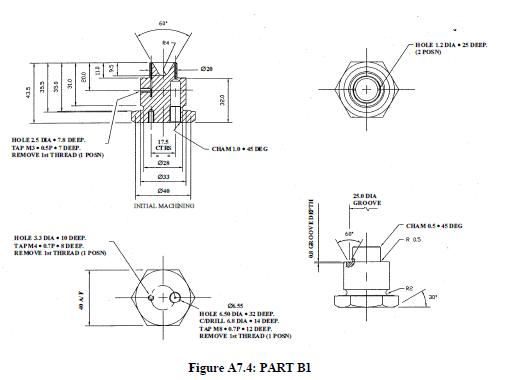 60°
R4
HOLE 1.2 DIA • 25 DEEP.
(2 POSN)
43.5
35.5
35.0
31.0
20.0
11.0
9.5
Ø20
32.0
HOLE 2.5 DIA • 7.8 DEEP.
TAP M3 • 0.5P • 7 DEEP.
REMOVE 1st THREAD (1 POSN)
17.5
CTRS
CHAM 1.0 • 45 DEG
Ø28
Ø33
Ø40
INITIAL MACHINING
25.0 DIA
GROOVE
0.8 GROOVE DEPTH
60°
CHAM 0.5 • 45 DEG
R 0.5
HOLE 3.3 DIA • 10 DEEP.
TAP M4 • 0.7P • 8 DEEP.
REMOVE 1st THREAD (1 POSN)
40 A/F
R2
30°
Ø6.55
HOLE 6.50 DIA • 32 DEEP.
C/DRILL 6.8 DIA • 14 DEEP.
TAP M8 • 0.7P • 12 DEEP.
REMOVE 1st THREAD (1 POSN)
Figure A7.4: PART B1